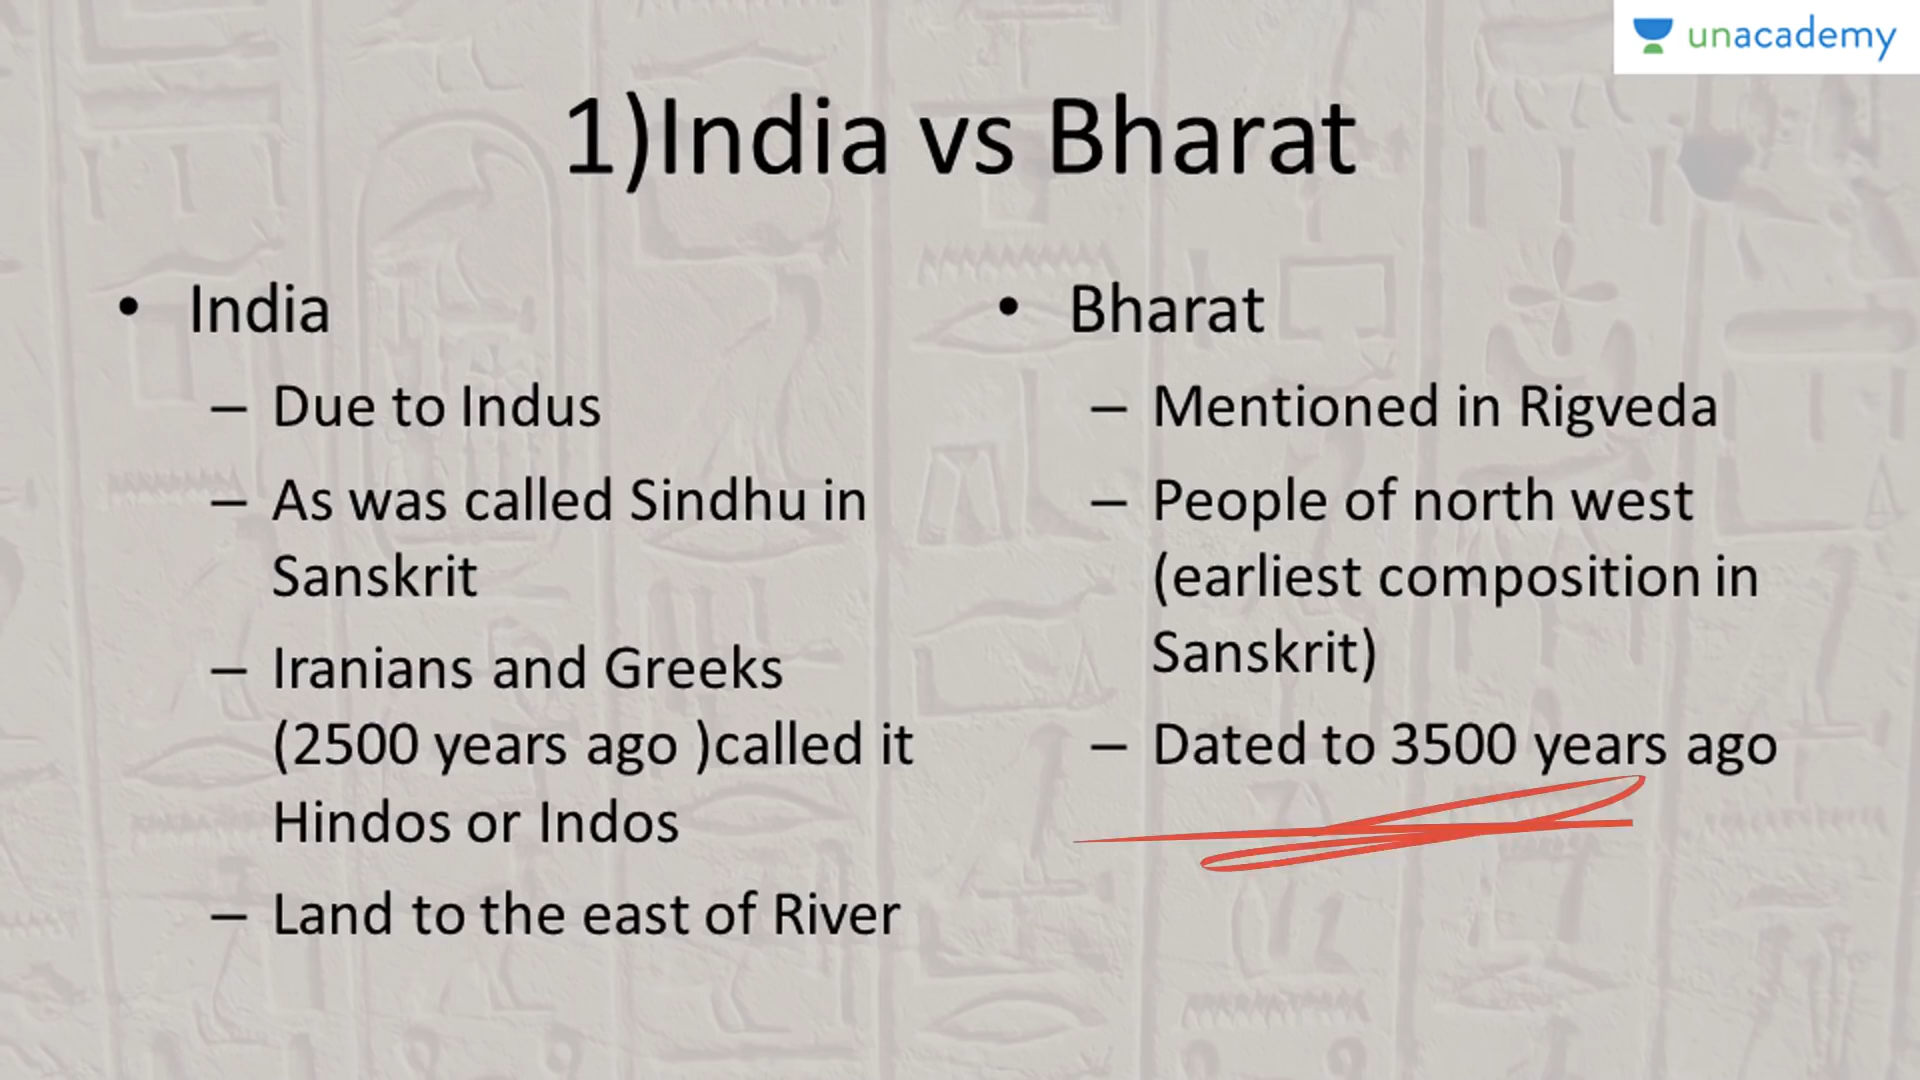 unacademy
1)India vs Bharat
• India
– Due to Indus
– As was called Sindhu in
Sanskrit
– Iranians and Greeks
(2500 years ago )called it
Hindos or Indos
– Land to the east of River
• Bharat
– Mentioned in Rigveda
– People of north west
(earliest composition in
Sanskrit)
– Dated to 3500 years ago